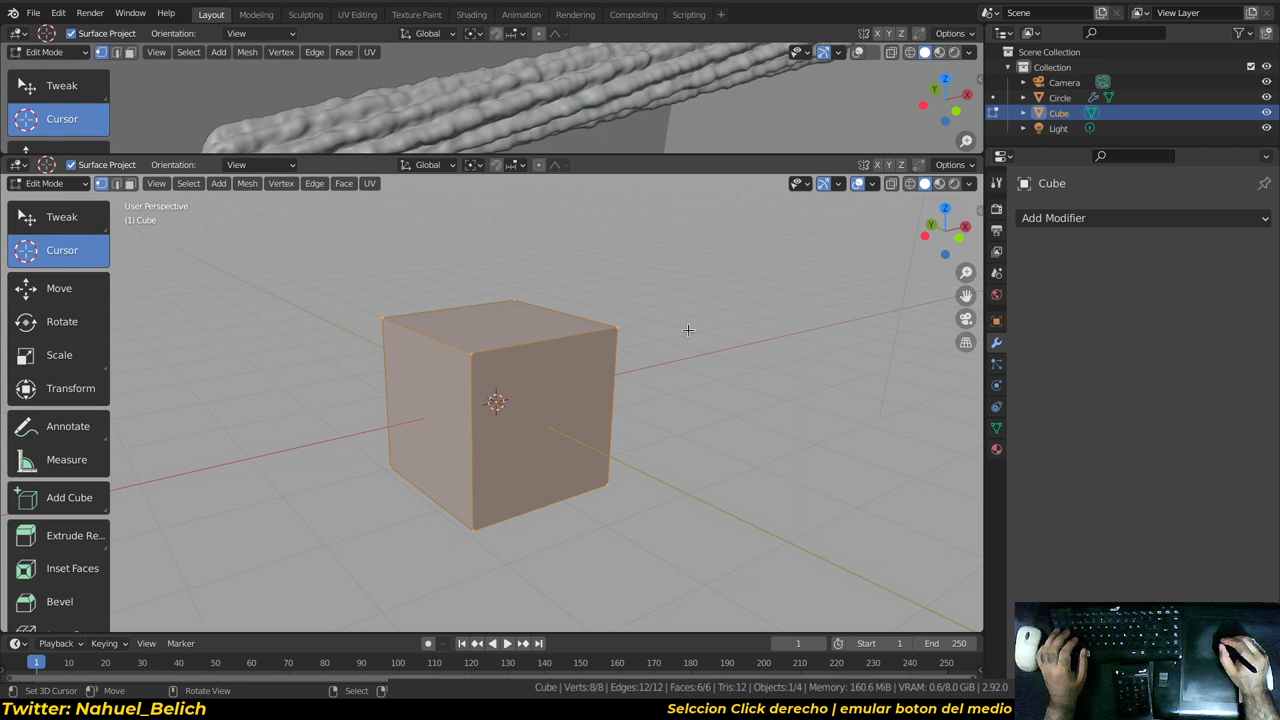 File Edit Render Window Help Layout Modeling Sculpting UV Editing Texture Paint Shading Animation Rendering Compositing Scripting + Scene View Layer
Surface Project Orientation: View Global X Y Z Options
Edit Mode View Select Add Mesh Vertex Edge Face UV
Tweak
Cursor
Z
Y
X
Scene Collection
Collection
Camera
Circle
Cube
Light
Surface Project Orientation: View Global X Y Z Options
Edit Mode View Select Add Mesh Vertex Edge Face UV
User Perspective
(1) Cube
Tweak
Cursor
Move
Rotate
Scale
Transform
Annotate
Measure
Add Cube
Extrude Re...
Inset Faces
Bevel
Z
Y
X
Cube
Add Modifier
Playback Keying View Marker 1 Start 1 End 250
1 10 20 30 40 50 60 70 80 90 100 110 120 130 140 150 160 170 180 190 200 210 220 230 240 250
Set 3D Cursor Move Rotate View Select Move
Cube | Verts:8/8 | Edges:12/12 | Faces:6/6 | Tris:12 | Objects:1/4 | Memory: 160.6 MiB | VRAM: 0.6/8.0 GiB | 2.92.0
Twitter: Nahuel_Belich
Selccion Click derecho | emular boton del medio